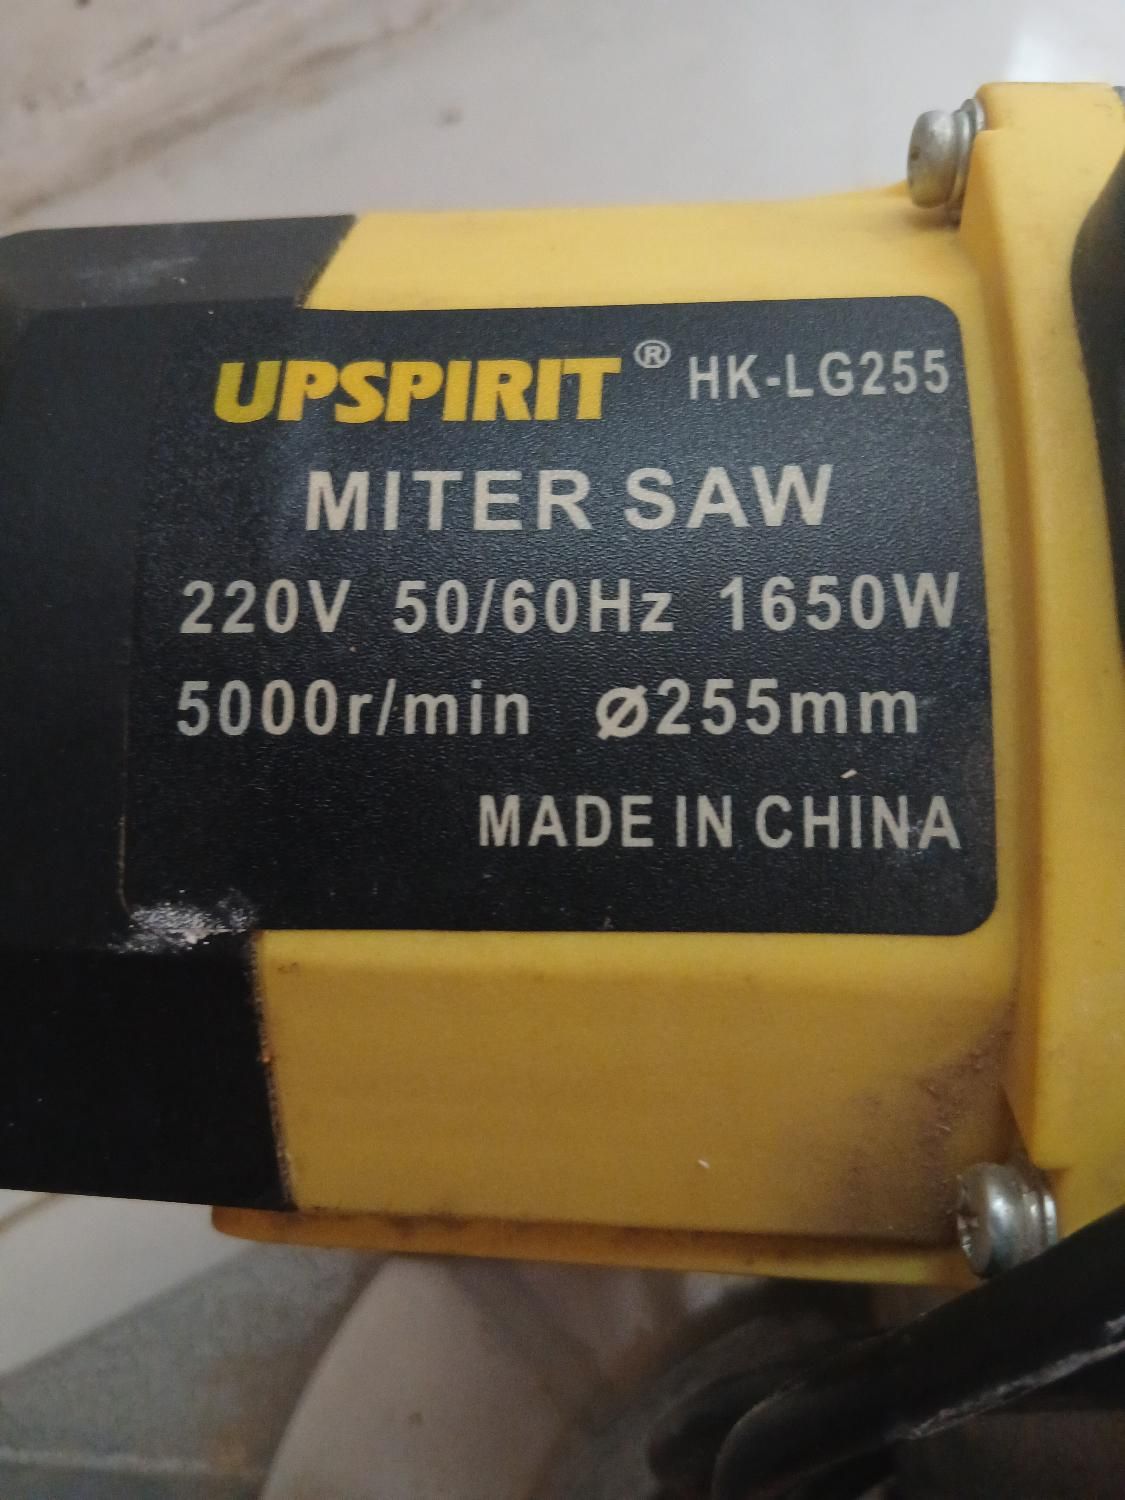 UPSPIRIT® HK-LG255
MITER SAW
220V 50/60Hz 1650W
5000r/min ø255mm
MADE IN CHINA